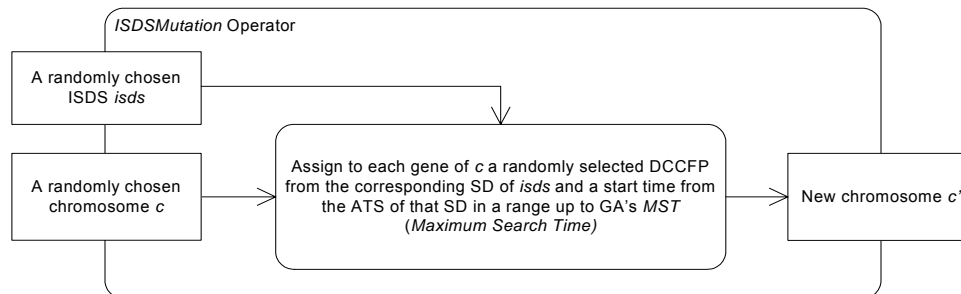 ISDSMutation Operator
A randomly chosen
ISDS isds
A randomly chosen
chromosome c
Assign to each gene of c a randomly selected DCCFP
from the corresponding SD of isds and a start time from
the ATS of that SD in a range up to GA's MST
(Maximum Search Time)
New chromosome c'